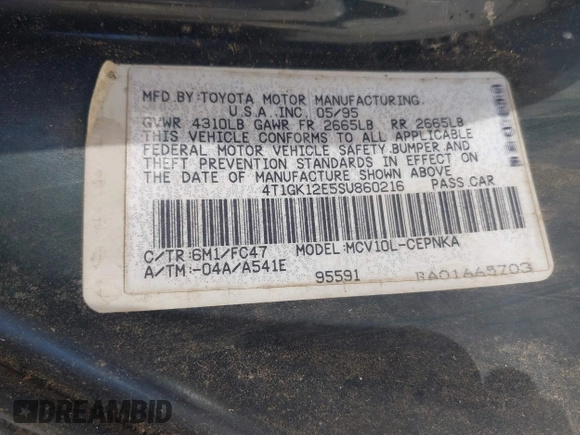 MFD BY: TOYOTA MOTOR MANUFACTURING,
U.S.A. INC. 05/95
GVWR 4310LB GAWR FR 2665LB RR 2665LB
THIS VEHICLE CONFORMS TO ALL APPLICABLE
FEDERAL MOTOR VEHICLE SAFETY,BUMPER,AND
THEFT PREVENTION STANDARDS IN EFFECT ON
THE DATE OF MANUFACTURE SHOWN ABOVE
4T1GK12E5SU860216 PASS.CAR
C/TR:6M1/FC47 MODEL:MCV10L-CEPNKA
A/TM:-04A/A541E
95591 BA01A65703
DREAMBID